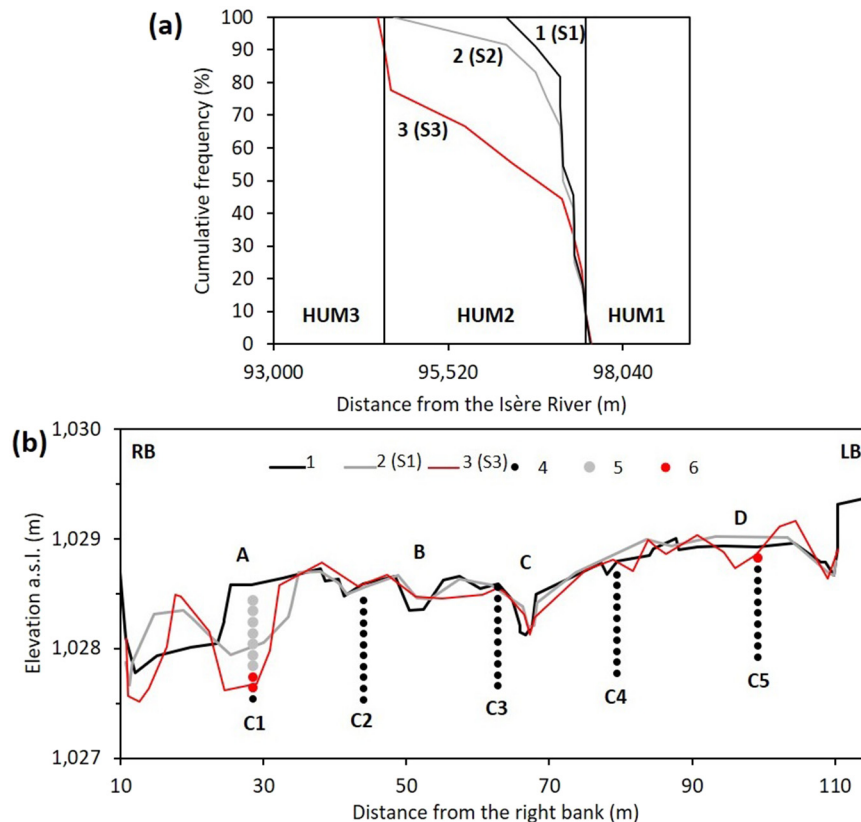 (a)
100
90
80
70
60
50
40
30
20
10
0
Cumulative frequency (%)
1 (S1)
2 (S2)
3 (S3)
HUM3
HUM2
HUM1
93,000
95,520
98,040
Distance from the Isère River (m)
(b)
1,030
1,029
1,028
1,027
Elevation a.s.l. (m)
RB
LB
1
2 (S1)
3 (S3)
4
5
6
A
B
C
D
C1
C2
C3
C4
C5
10
30
50
70
90
110
Distance from the right bank (m)